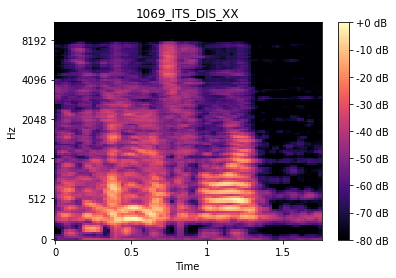 1069_ITS_DIS_XX
8192
4096
2048
1024
512
0
Hz
0
0.5
1
1.5
Time
+0 dB
-10 dB
-20 dB
-30 dB
-40 dB
-50 dB
-60 dB
-70 dB
-80 dB